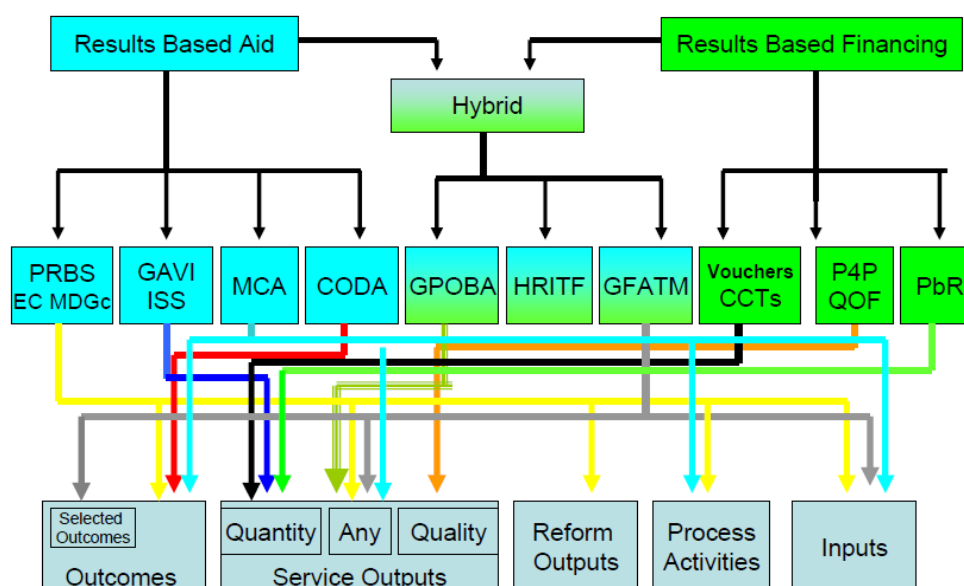 Results Based Aid
Results Based Financing
Hybrid
PRBS
EC MDGc
GAVI
ISS
MCA
CODA
GPOBA
HRITF
GFATM
Vouchers
CCTs
P4P
QOF
PbR
Selected
Outcomes
Outcomes
Quantity
Any
Quality
Service Outputs
Reform
Outputs
Process
Activities
Inputs